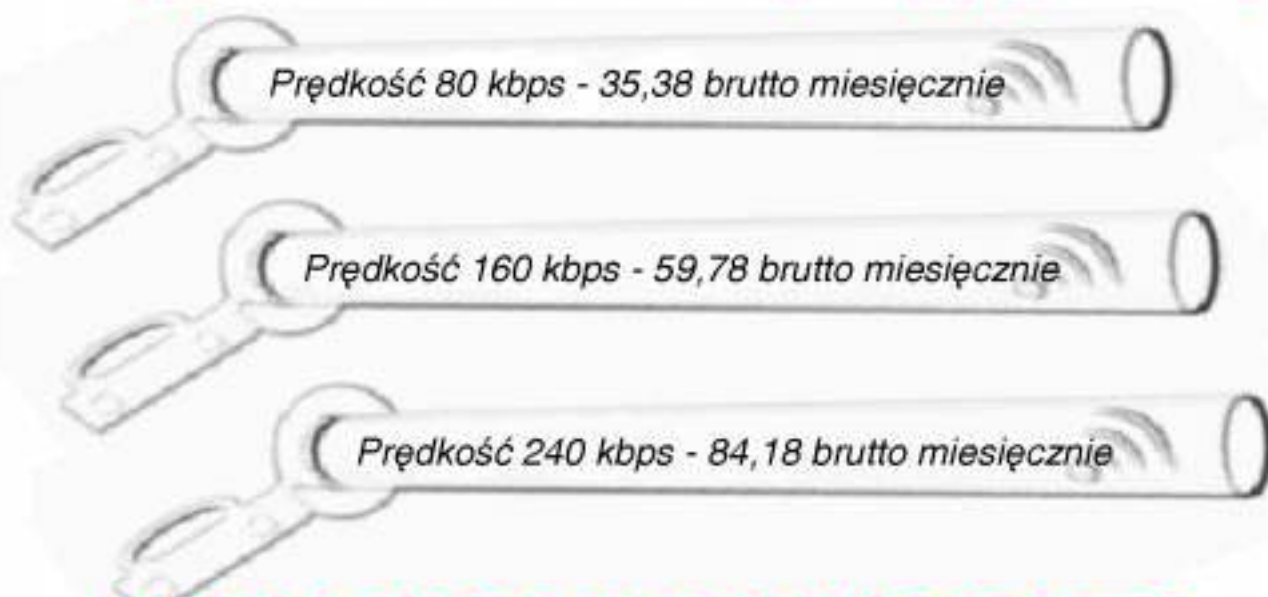 Prędkość 80 kbps - 35,38 brutto miesięcznie
Prędkość 160 kbps - 59,78 brutto miesięcznie
Prędkość 240 kbps - 84,18 brutto miesięcznie